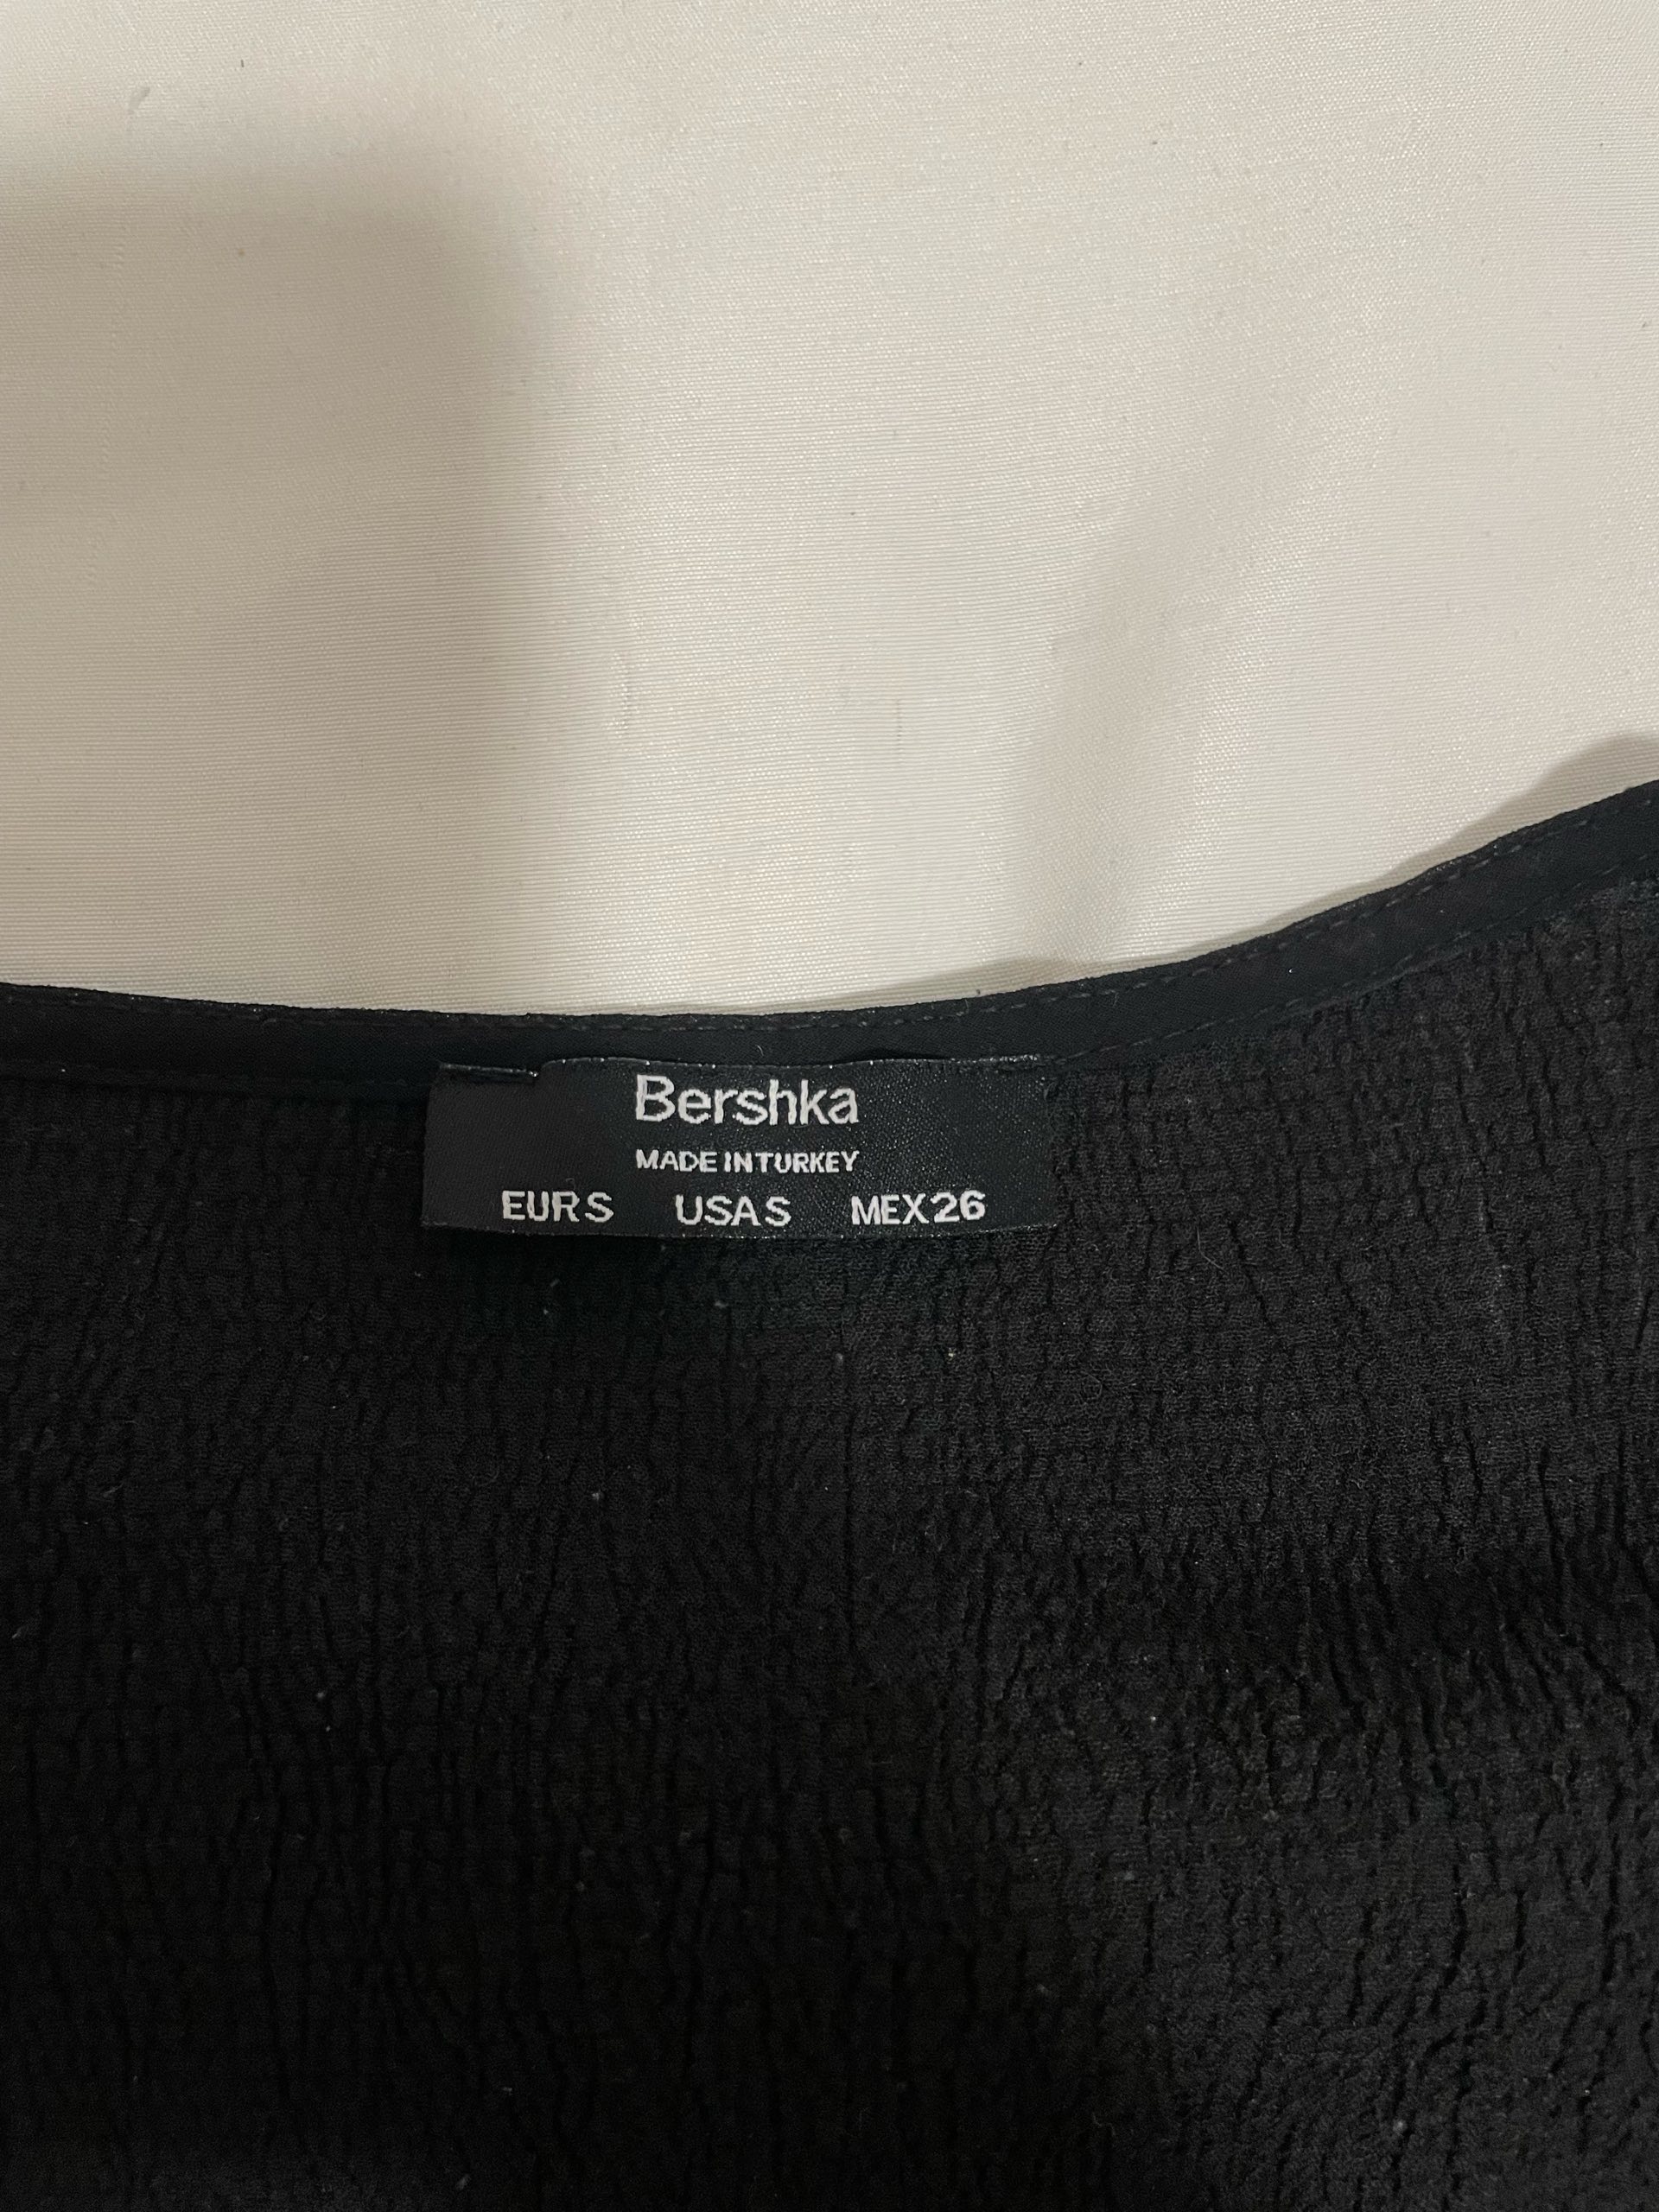 Bershka
MADE IN TURKEY
EUR S USA S MEX 26